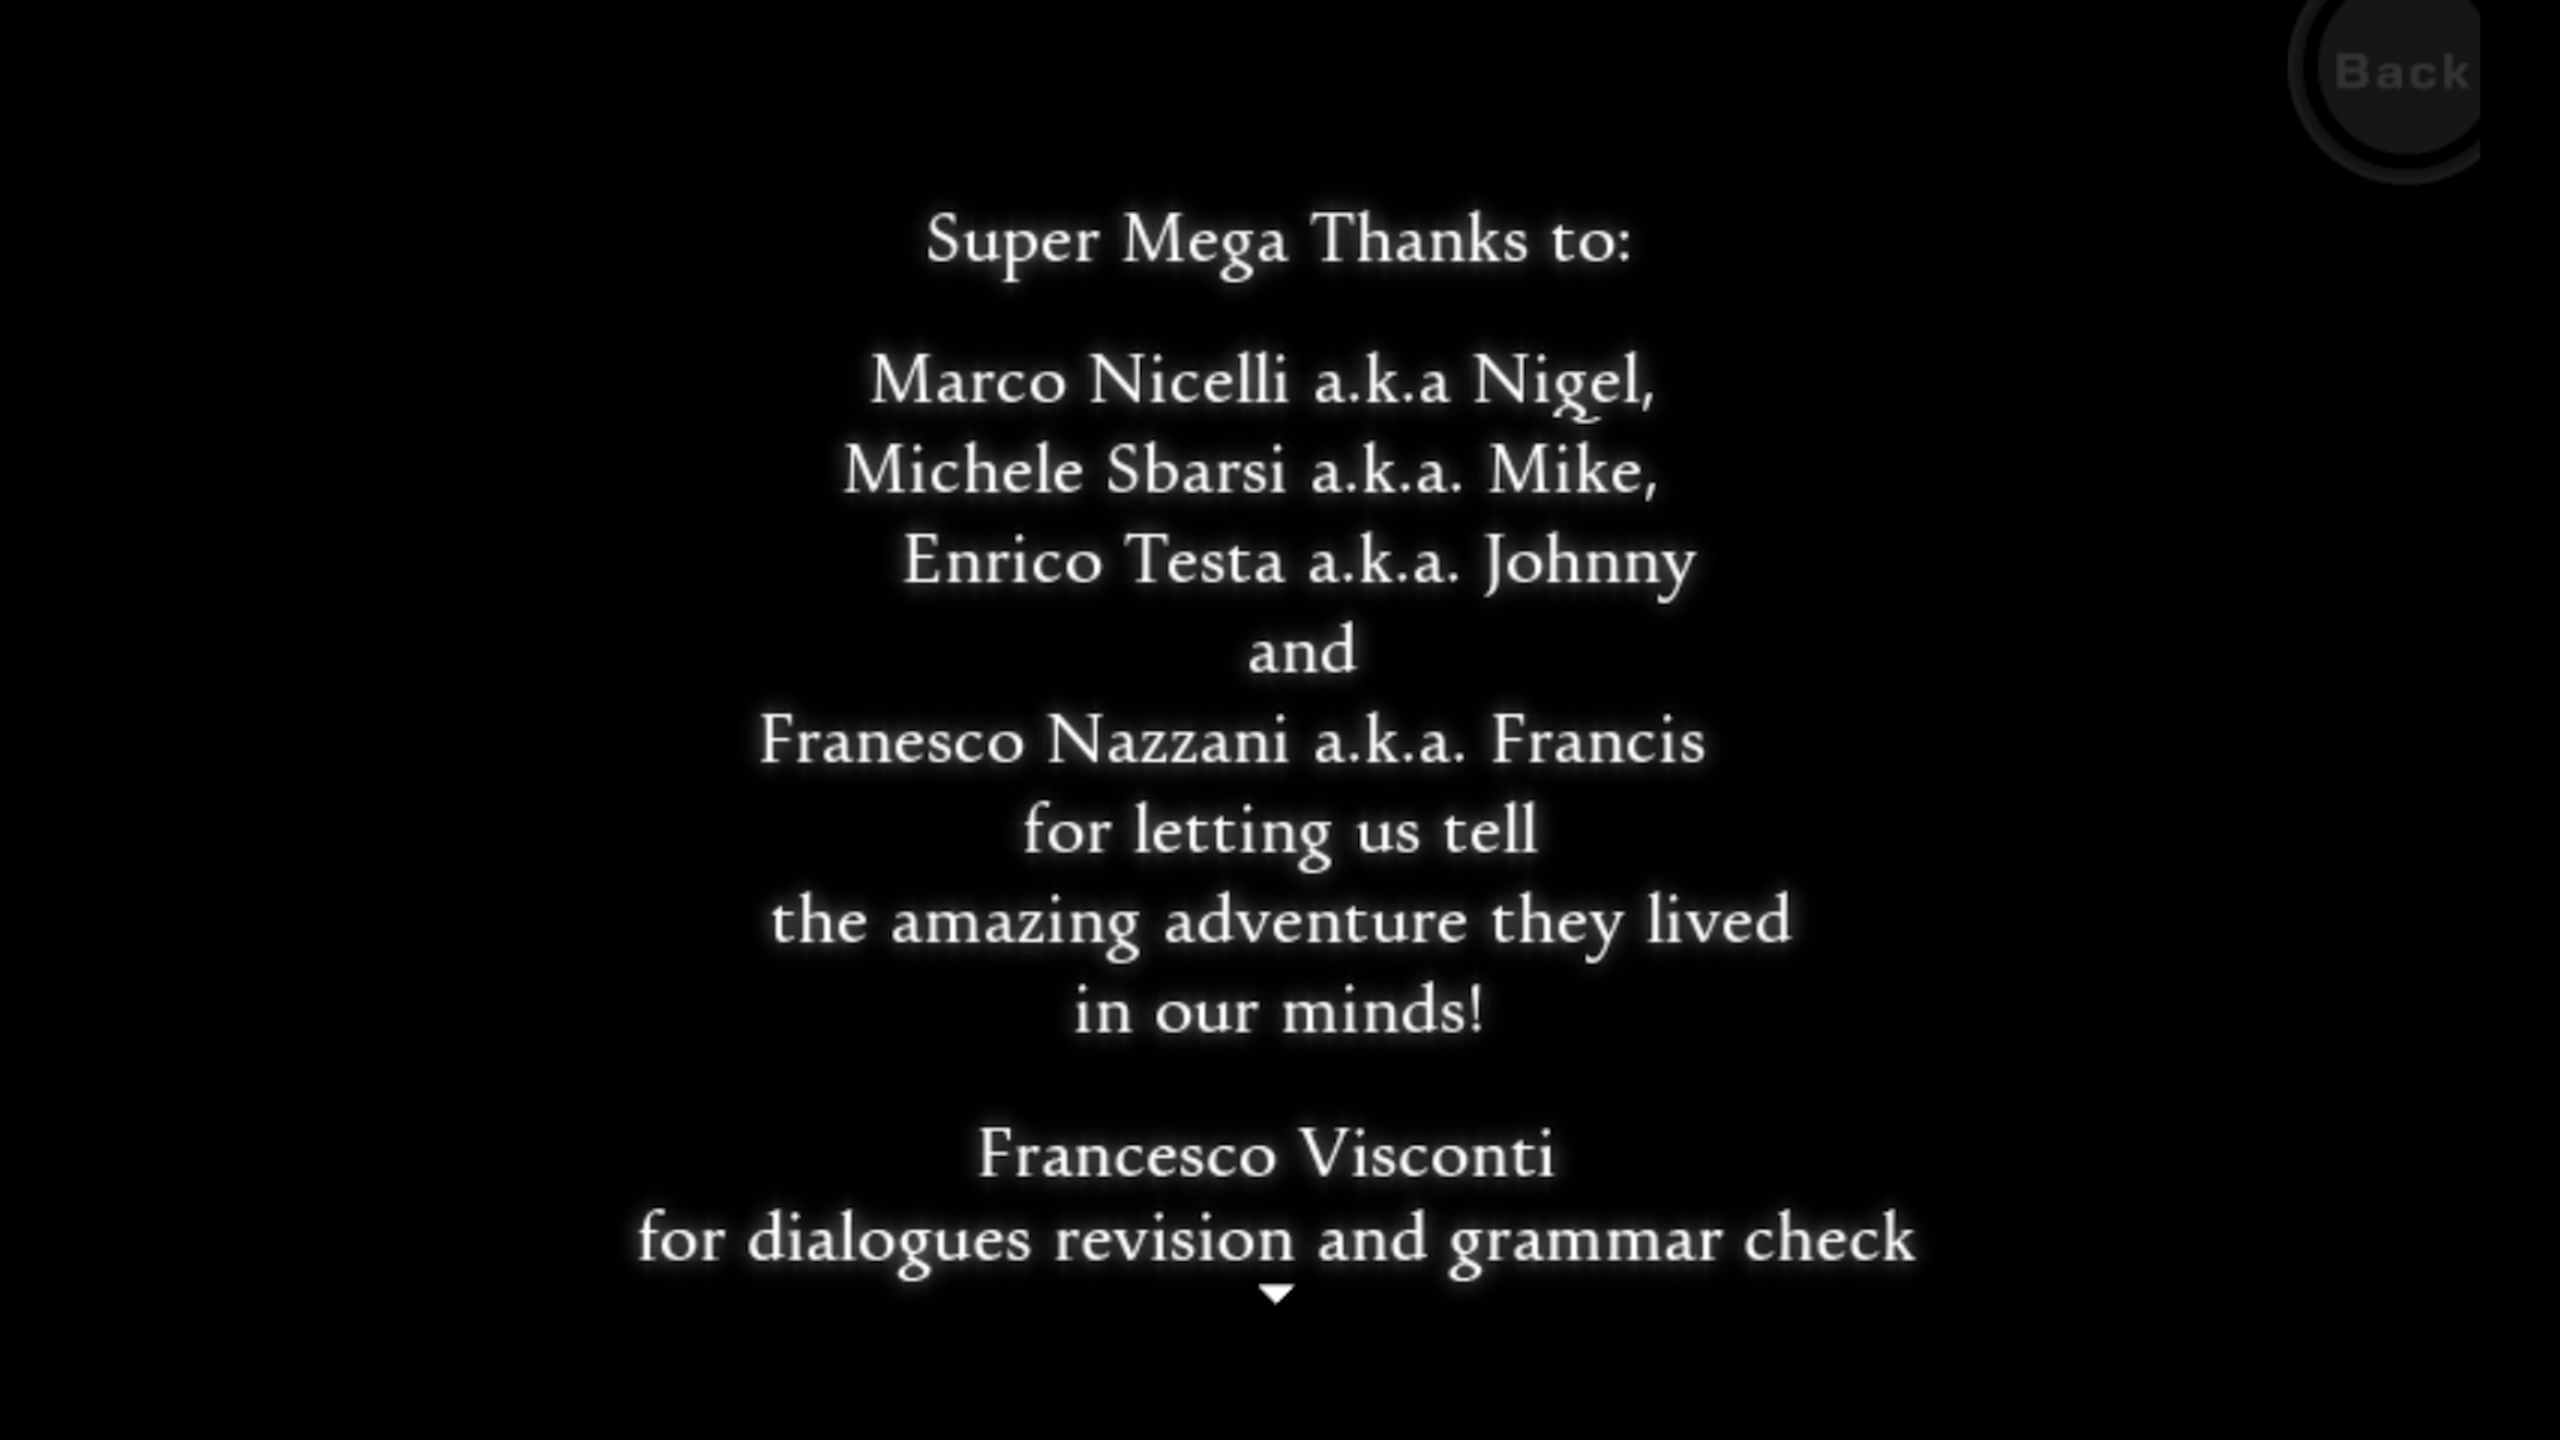 Back
Super Mega Thanks to:
Marco Nicelli a.k.a Nigel,
Michele Sbarsi a.k.a. Mike,
Enrico Testa a.k.a. Johnny
and
Franesco Nazzani a.k.a. Francis
for letting us tell
the amazing adventure they lived
in our minds!
Francesco Visconti
for dialogues revision and grammar check